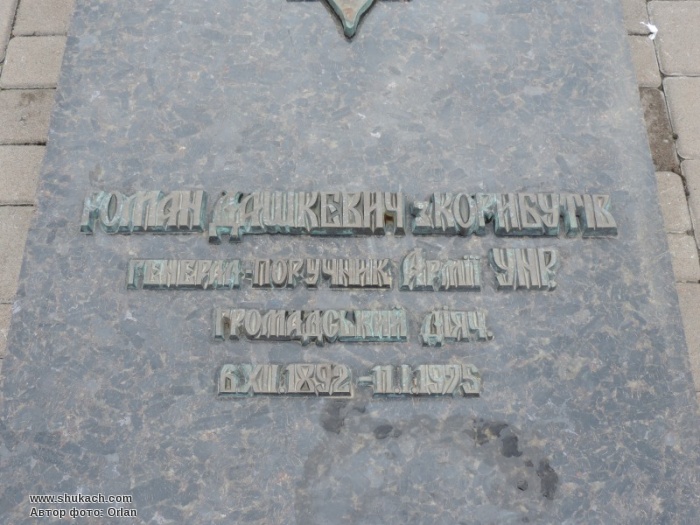 РОМАН ДАШКЕВИЧ з КОРИБУТІВ
ГЕНЕРАЛ-ПОРУЧНИК АРМІЇ УНР,
ГРОМАДСЬКИЙ ДІЯЧ.
6.XII.1892 – 11.I.1975
www.shukach.com
Автор фото: Orlan